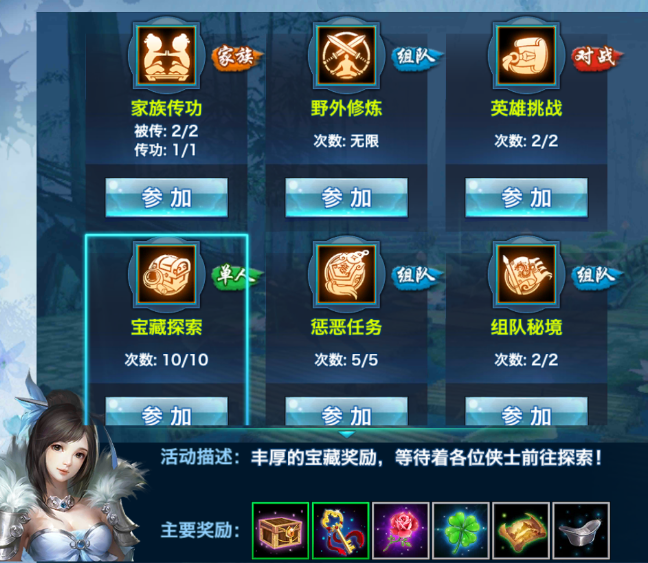 家族
组队
对战
家族传功
野外修炼
英雄挑战
被传: 2/2
传功: 1/1
次数: 无限
次数: 2/2
参加
参加
参加
单人
组队
组队
宝藏探索
惩恶任务
组队秘境
次数: 10/10
次数: 5/5
次数: 2/2
参加
参加
参加
活动描述：丰厚的宝藏奖励，等待着各位侠士前往探索！
主要奖励：